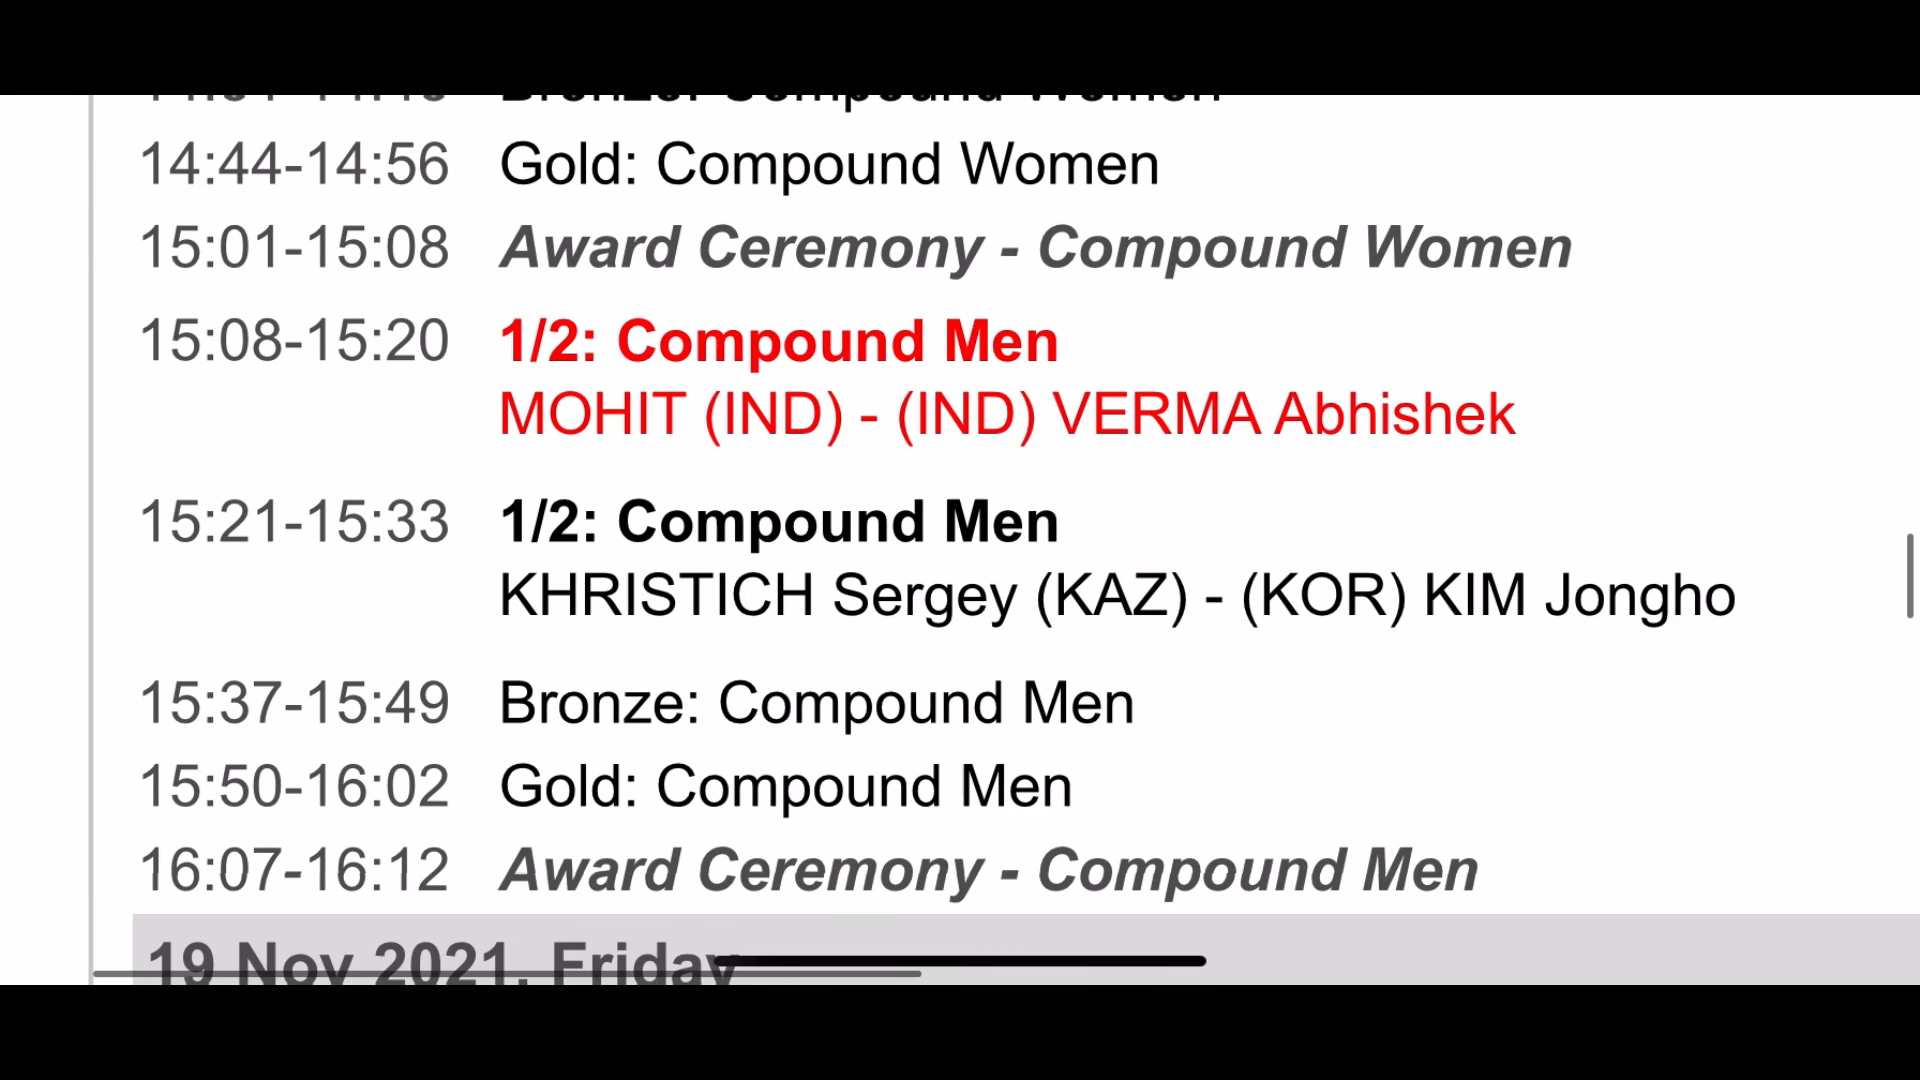 Bronze: Compound Women
14:44-14:56 Gold: Compound Women
15:01-15:08 Award Ceremony - Compound Women
15:08-15:20 1/2: Compound Men
MOHIT (IND) - (IND) VERMA Abhishek
15:21-15:33 1/2: Compound Men
KHRISTICH Sergey (KAZ) - (KOR) KIM Jongho
15:37-15:49 Bronze: Compound Men
15:50-16:02 Gold: Compound Men
16:07-16:12 Award Ceremony - Compound Men
19 Nov 2021, Friday